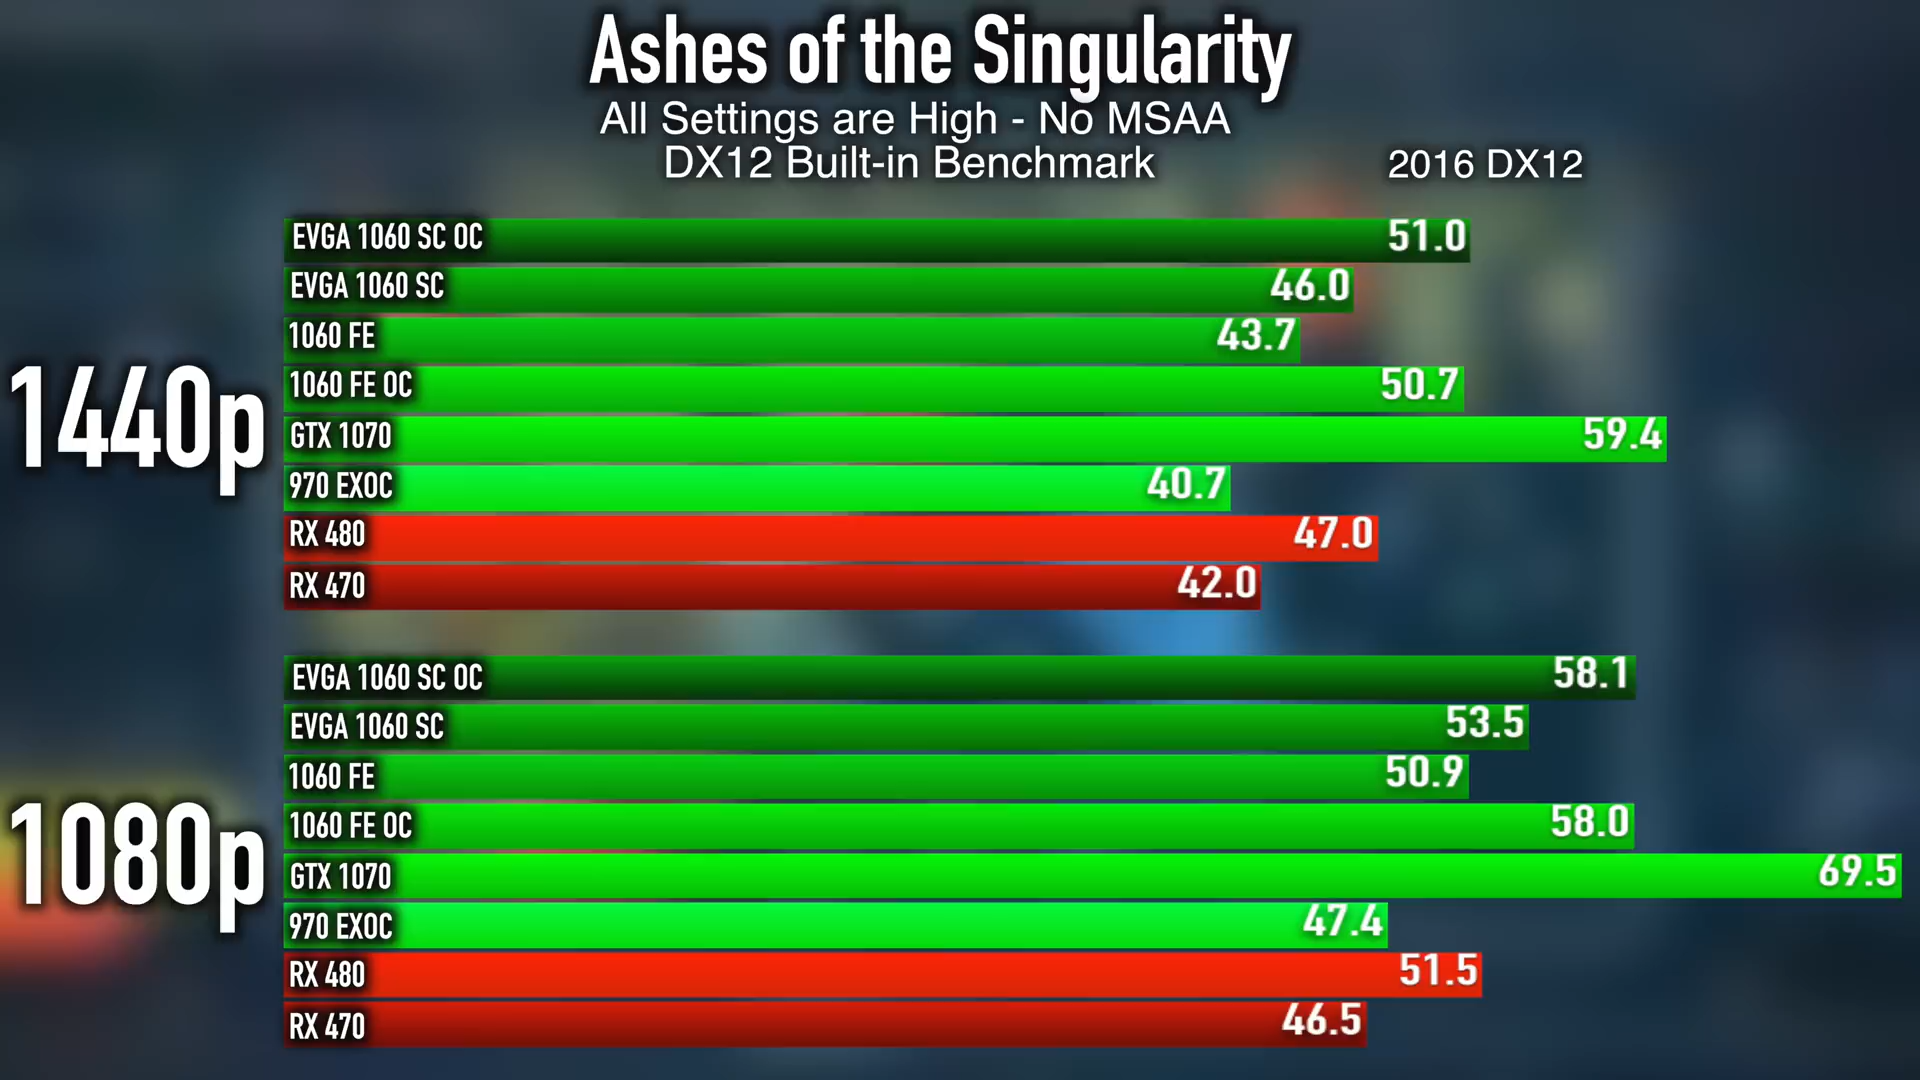 Ashes of the Singularity
All Settings are High - No MSAA
DX12 Built-in Benchmark
2016 DX12
1440p
EVGA 1060 SC OC 51.0
EVGA 1060 SC 46.0
1060 FE 43.7
1060 FE OC 50.7
GTX 1070 59.4
970 EXOC 40.7
RX 480 47.0
RX 470 42.0
1080p
EVGA 1060 SC OC 58.1
EVGA 1060 SC 53.5
1060 FE 50.9
1060 FE OC 58.0
GTX 1070 69.5
970 EXOC 47.4
RX 480 51.5
RX 470 46.5